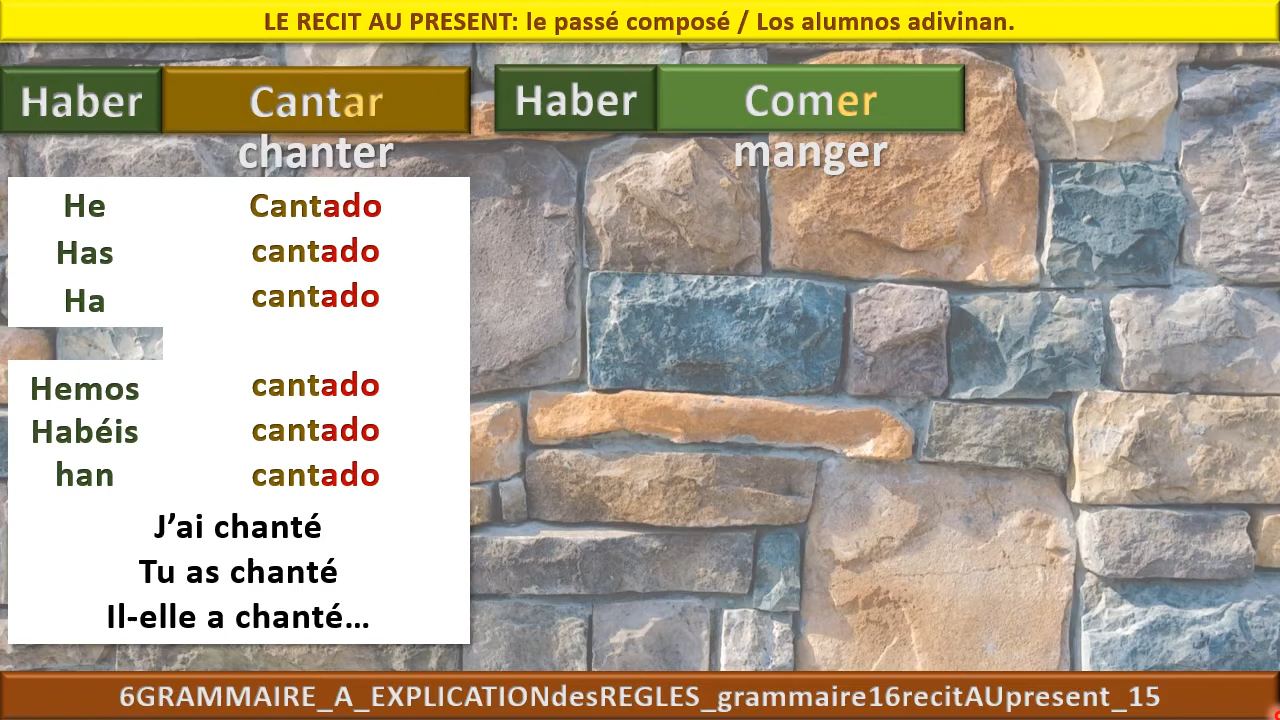 LE RECIT AU PRESENT: le passé composé / Los alumnos adivinan.
Haber Cantar
chanter
Haber Comer
manger
He Cantado
Has cantado
Ha cantado
Hemos cantado
Habéis cantado
han cantado
J’ai chanté
Tu as chanté
Il-elle a chanté…
6GRAMMAIRE_A_EXPLICATIONdesREGLES_grammaire16recitAUpresent_15